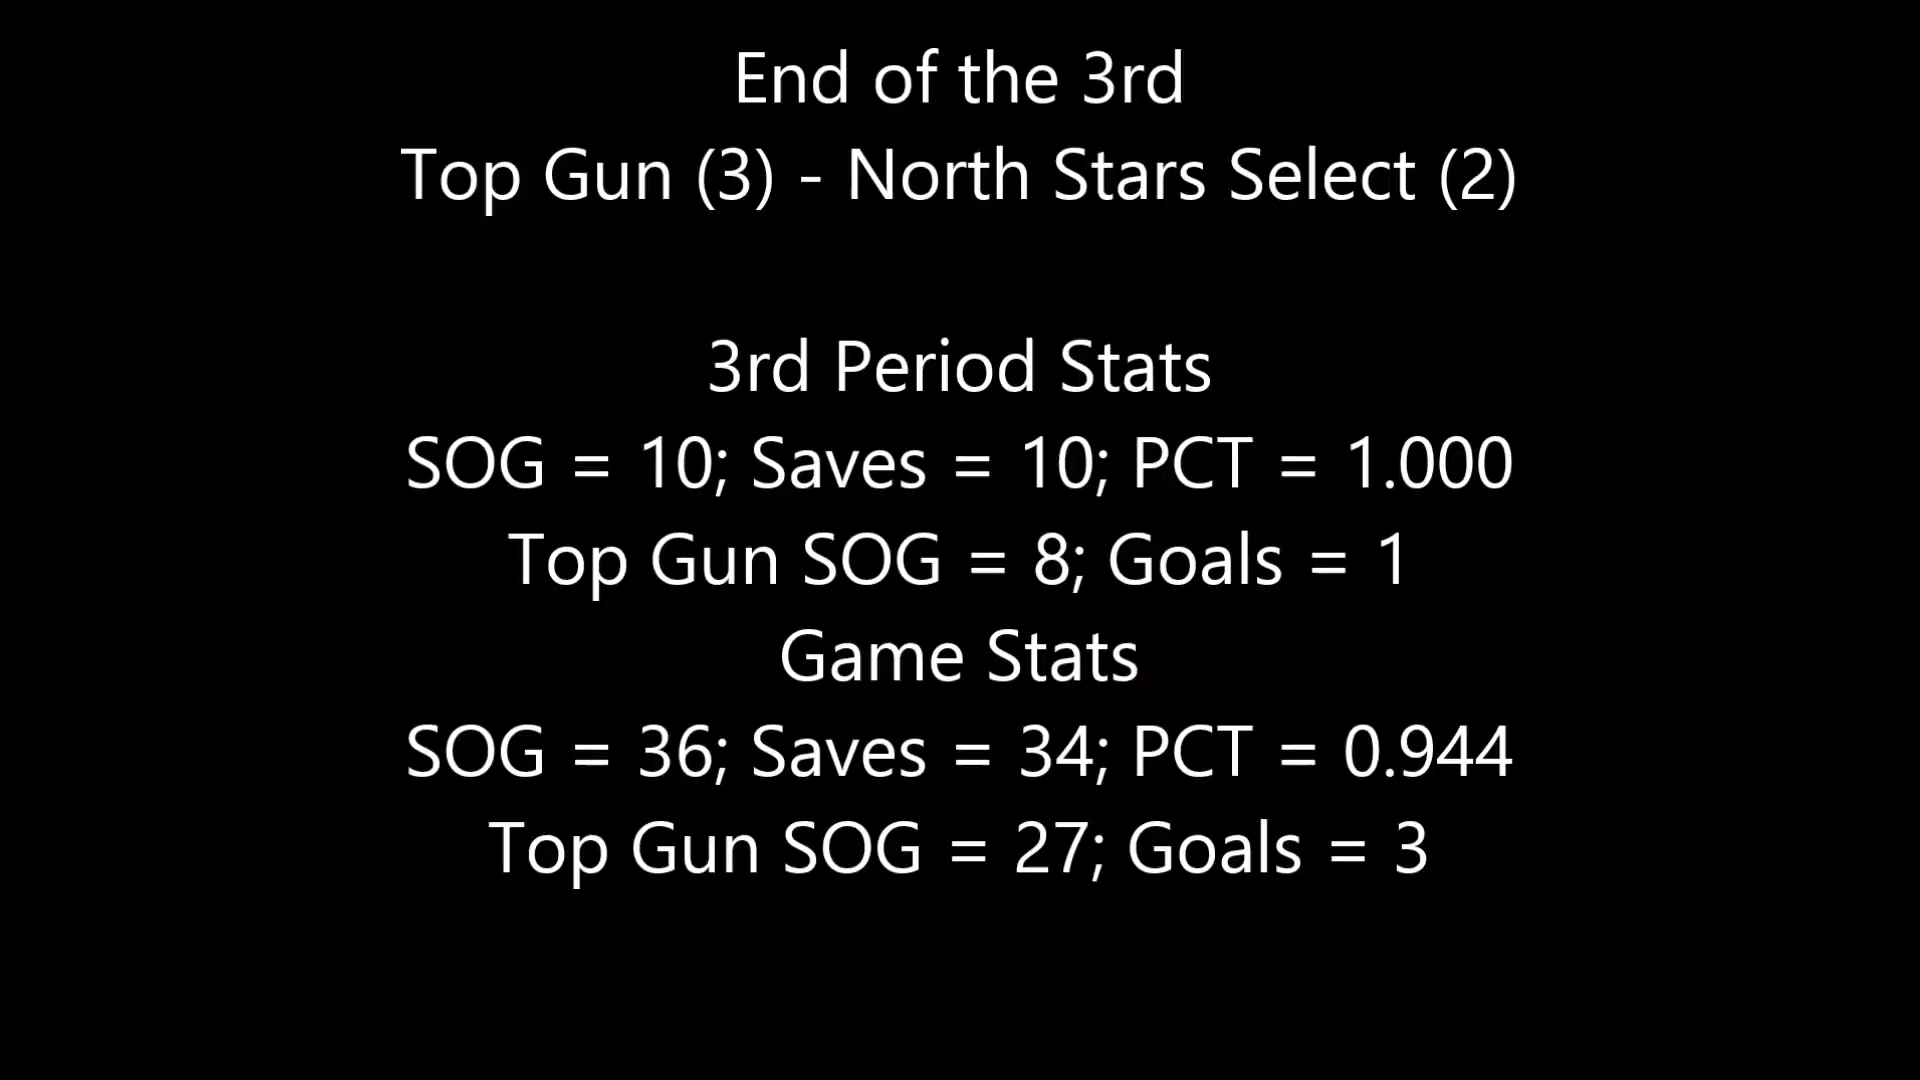 End of the 3rd
Top Gun (3) - North Stars Select (2)
3rd Period Stats
SOG = 10; Saves = 10; PCT = 1.000
Top Gun SOG = 8; Goals = 1
Game Stats
SOG = 36; Saves = 34; PCT = 0.944
Top Gun SOG = 27; Goals = 3